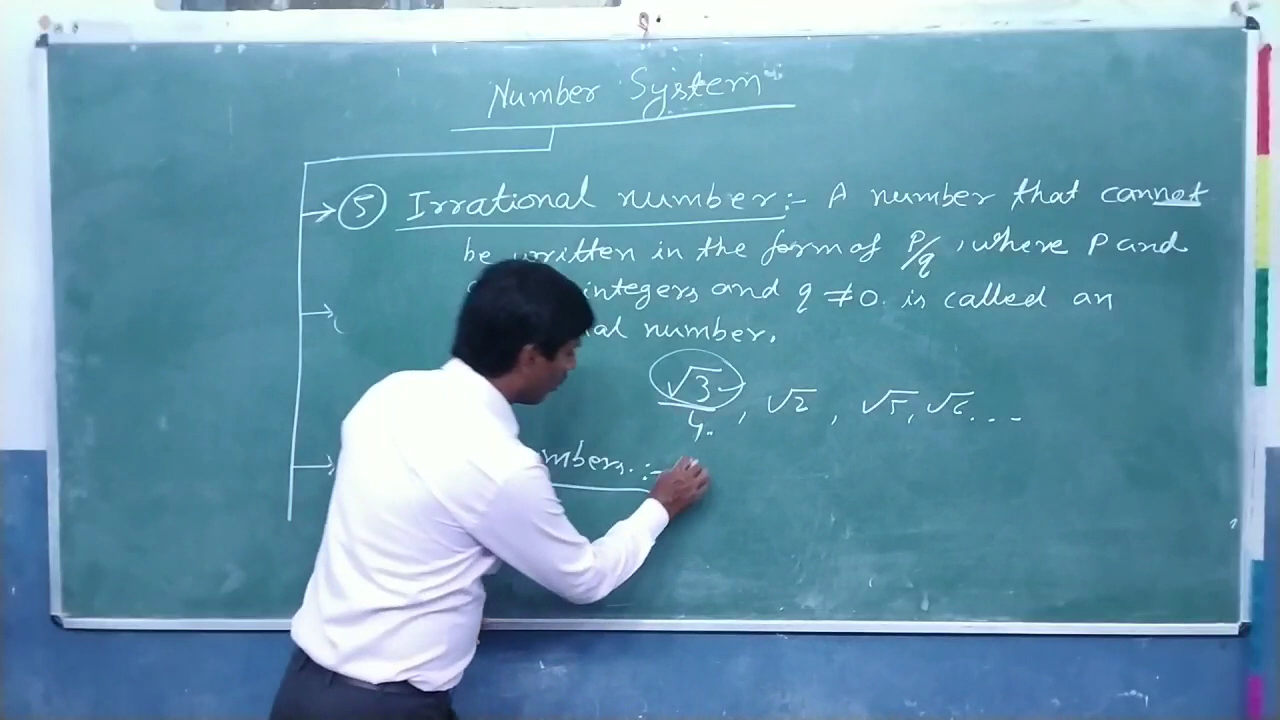 Number System
5 Irrational number :- A number that cannot
be written in the form of P/q, where P and
integers and q ≠ 0. is called an
al number.
√3/4, √2, √5, √6...
mbers. :-